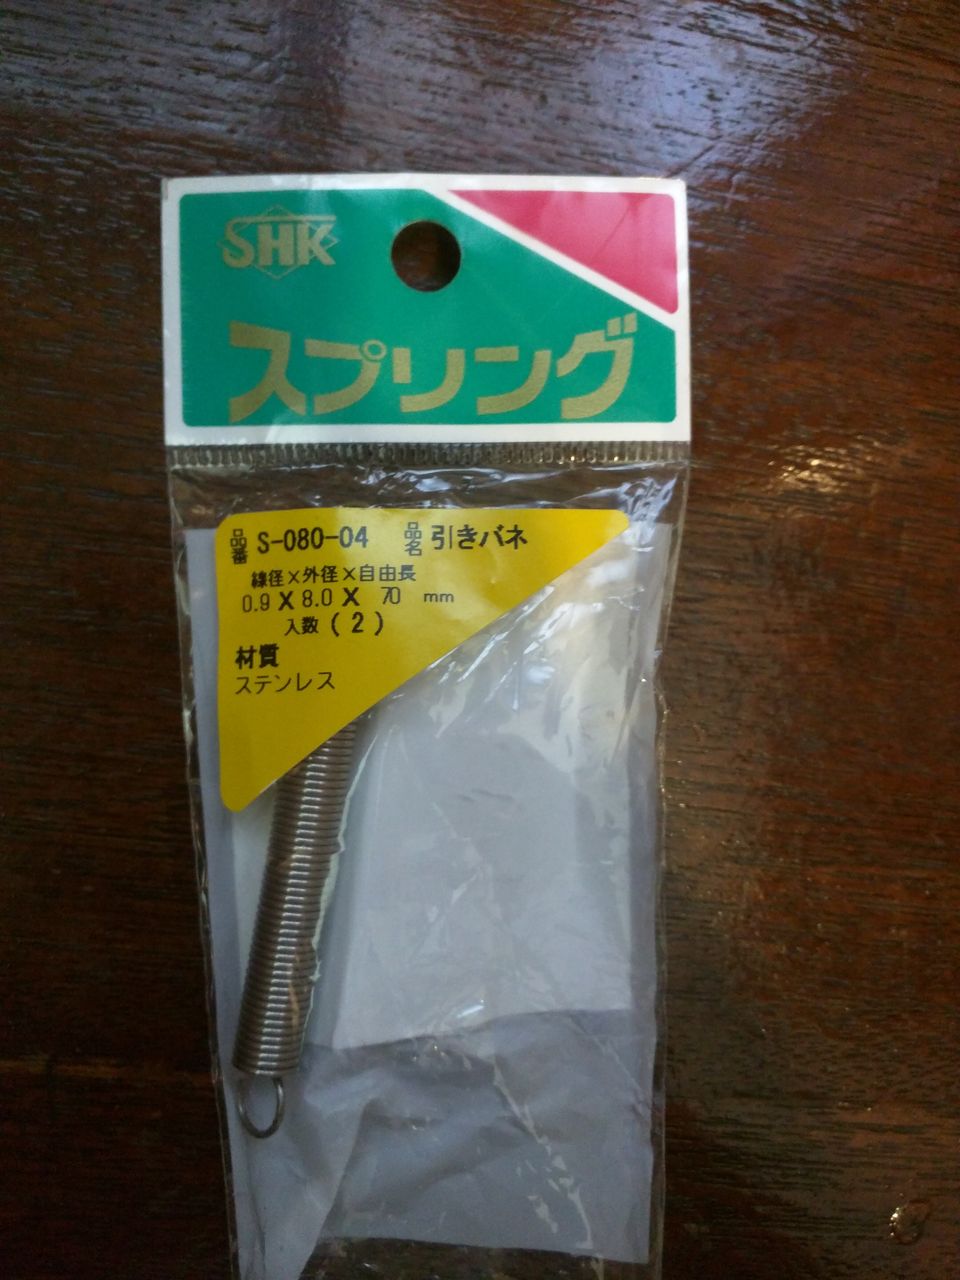 SHK
スプリング
品番 S-080-04 品名 引きバネ
線径×外径×自由長
0.9 X 8.0 X 70 mm
入数 ( 2 )
材質
ステンレス